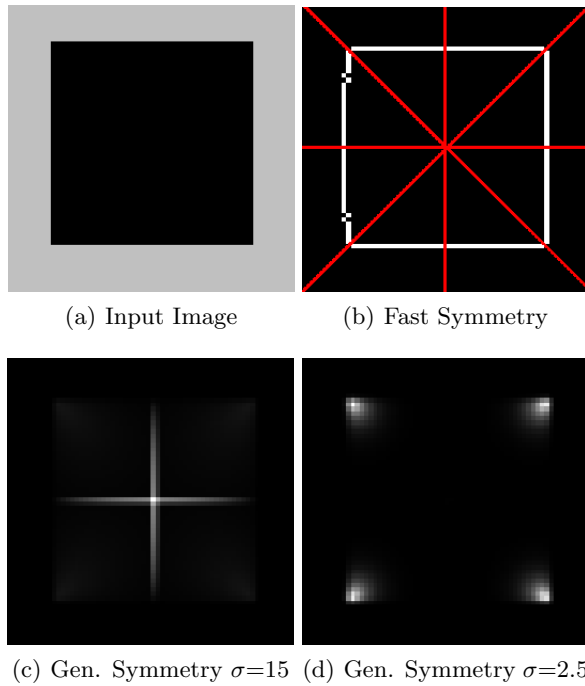 (a) Input Image
(b) Fast Symmetry
(c) Gen. Symmetry σ=15
(d) Gen. Symmetry σ=2.5